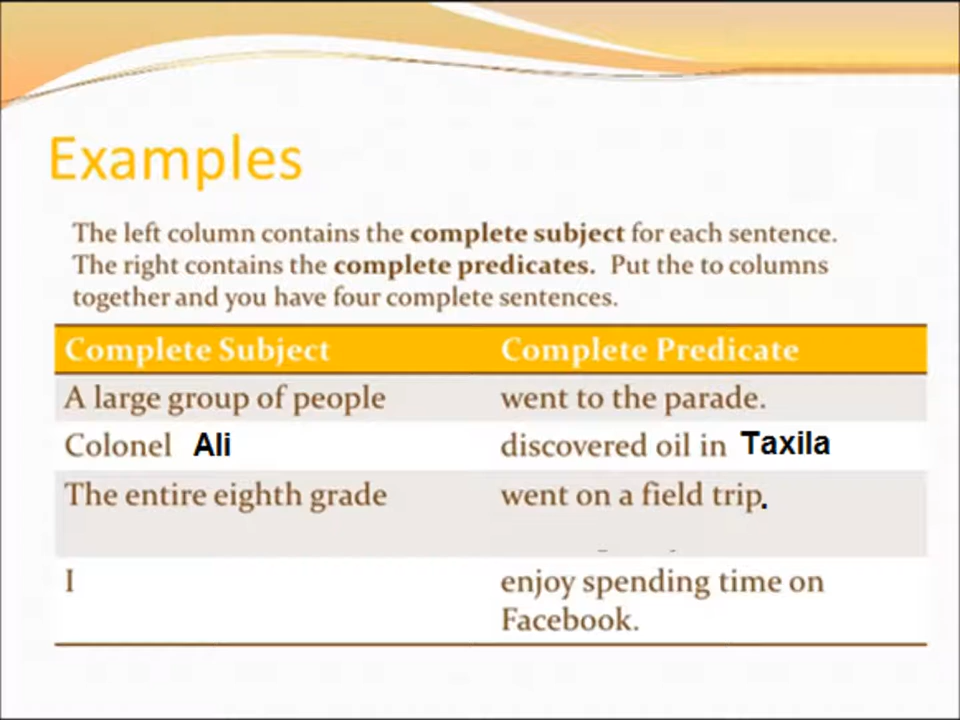 Examples
The left column contains the complete subject for each sentence.
The right contains the complete predicates. Put the to columns
together and you have four complete sentences.
Complete Subject Complete Predicate
A large group of people went to the parade.
Colonel Ali discovered oil in Taxila
The entire eighth grade went on a field trip.
I enjoy spending time on
Facebook.